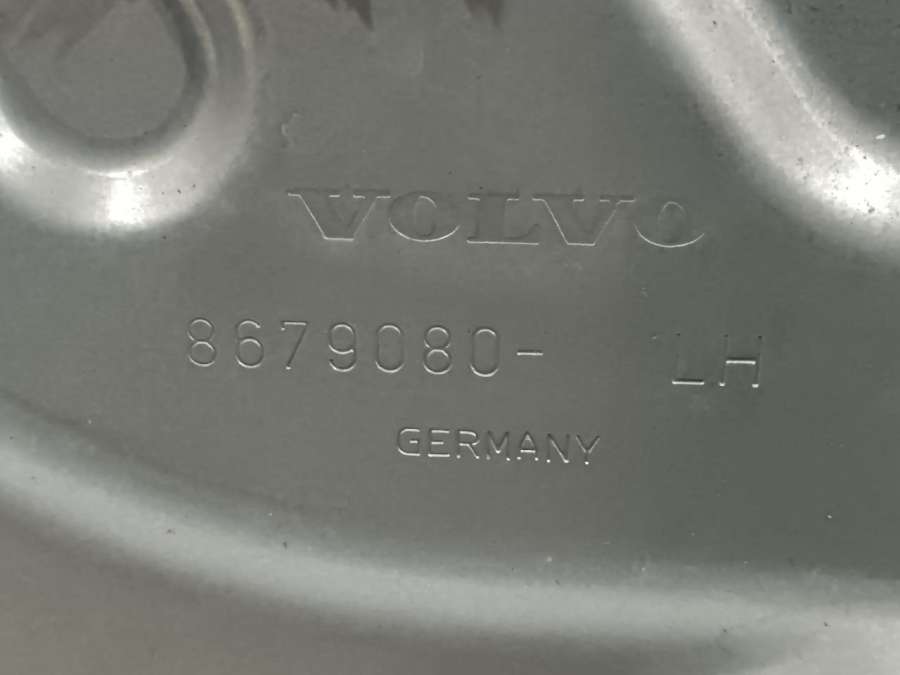 VOLVO
8679080- LH
GERMANY